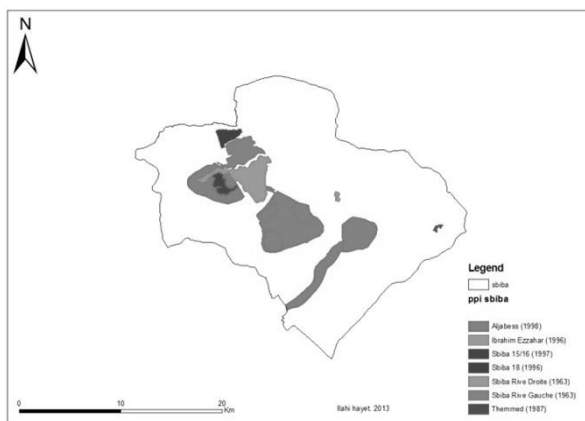 N
Legend
sbiba
ppi sbiba
Aljabess (1998)
Ibrahim Ezzahar (1996)
Sbiba 15/16 (1997)
Sbiba 18 (1996)
Sbiba Rive Droite (1963)
Sbiba Rive Gauche (1963)
Themmed (1987)
0 10 20
Km
Ilahi hayet. 2013